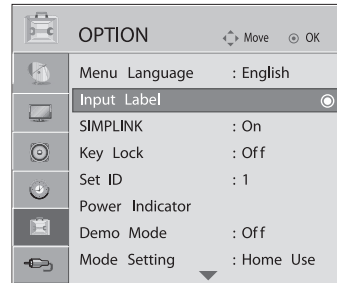 OPTION Move OK
Menu Language : English
Input Label
SIMPLINK : On
Key Lock : Off
Set ID : 1
Power Indicator
Demo Mode : Off
Mode Setting : Home Use